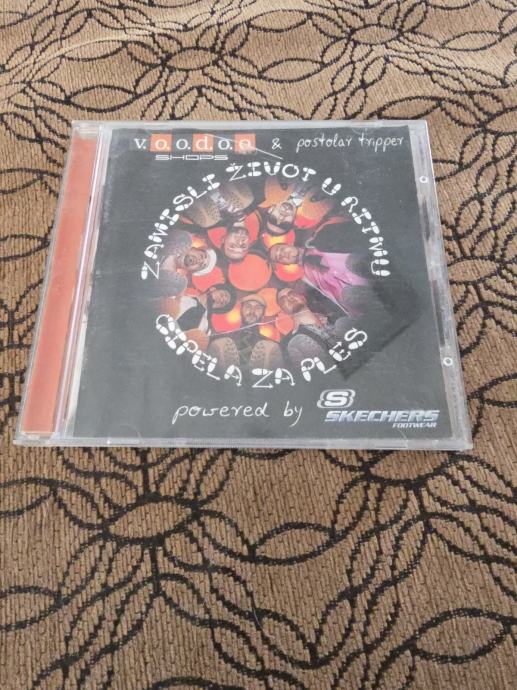 v.o.o.d.o.o & postolar tripper
SHOPS
ZAMISLI ŽIVOT U RITMU
CIPELA ZA PLES
powered by S SKECHERS
FOOTWEAR